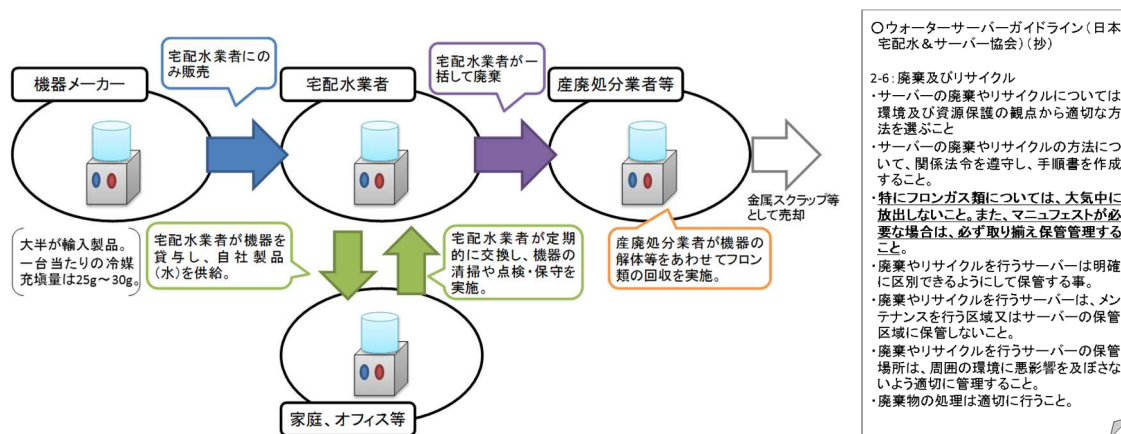 機器メーカー
宅配水業者にの
み販売
宅配水業者
宅配水業者が一
括して廃棄
産廃処分業者等
金属スクラップ等
として売却
大半が輸入製品。
一台当たりの冷媒
充填量は25g～30g。
宅配水業者が機器を
貸与し、自社製品
(水)を供給。
宅配水業者が定期
的に交換し、機器の
清掃や点検・保守を
実施。
産廃処分業者が機器の
解体等をあわせてフロン
類の回収を実施。
家庭、オフィス等
○ウォーターサーバーガイドライン(日本
宅配水＆サーバー協会)(抄)
2-6:廃棄及びリサイクル
・サーバーの廃棄やリサイクルについては
環境及び資源保護の観点から適切な方
法を選ぶこと
・サーバーの廃棄やリサイクルの方法につ
いて、関係法令を遵守し、手順書を作成
すること。
・特にフロンガス類については、大気中に
放出しないこと。また、マニュフェストが必
要な場合は、必ず取り揃え保管管理する
こと。
・廃棄やリサイクルを行うサーバーは明確
に区別できるようにして保管する事。
・廃棄やリサイクルを行うサーバーは、メン
テナンスを行う区域又はサーバーの保管
区域に保管しないこと。
・廃棄やリサイクルを行うサーバーの保管
場所は、周囲の環境に悪影響を及ぼさな
いよう適切に管理すること。
・廃棄物の処理は適切に行うこと。